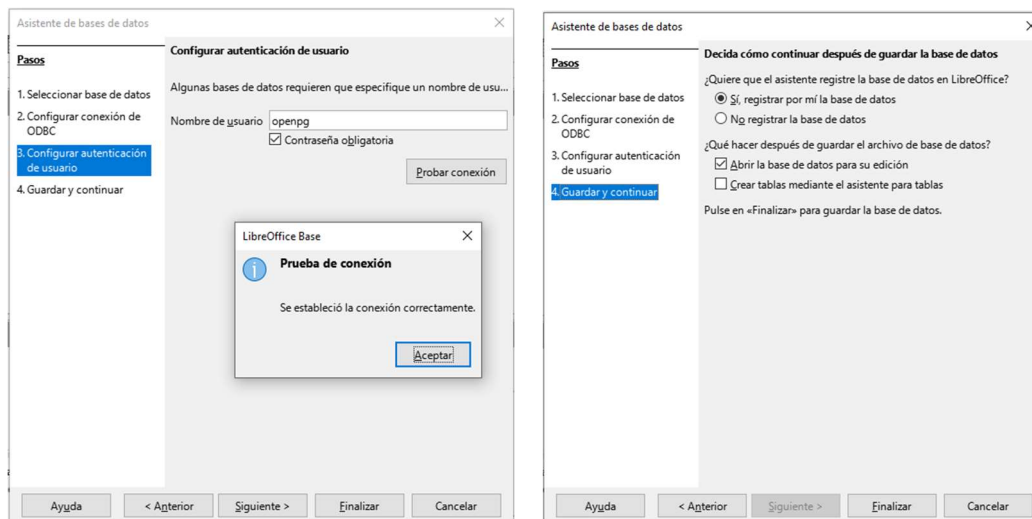 Asistente de bases de datos
Pasos
1. Seleccionar base de datos
2. Configurar conexión de
ODBC
3. Configurar autenticación
de usuario
4. Guardar y continuar
Configurar autenticación de usuario
Algunas bases de datos requieren que especifique un nombre de usu...
Nombre de usuario openpg
Contraseña obligatoria
Probar conexión
LibreOffice Base
Prueba de conexión
Se estableció la conexión correctamente.
Aceptar
Ayuda < Anterior Siguiente > Finalizar Cancelar
Asistente de bases de datos
Pasos
1. Seleccionar base de datos
2. Configurar conexión de
ODBC
3. Configurar autenticación
de usuario
4. Guardar y continuar
Decida cómo continuar después de guardar la base de datos
¿Quiere que el asistente registre la base de datos en LibreOffice?
Sí, registrar por mí la base de datos
No registrar la base de datos
¿Qué hacer después de guardar el archivo de base de datos?
Abrir la base de datos para su edición
Crear tablas mediante el asistente para tablas
Pulse en «Finalizar» para guardar la base de datos.
Ayuda < Anterior Siguiente > Finalizar Cancelar